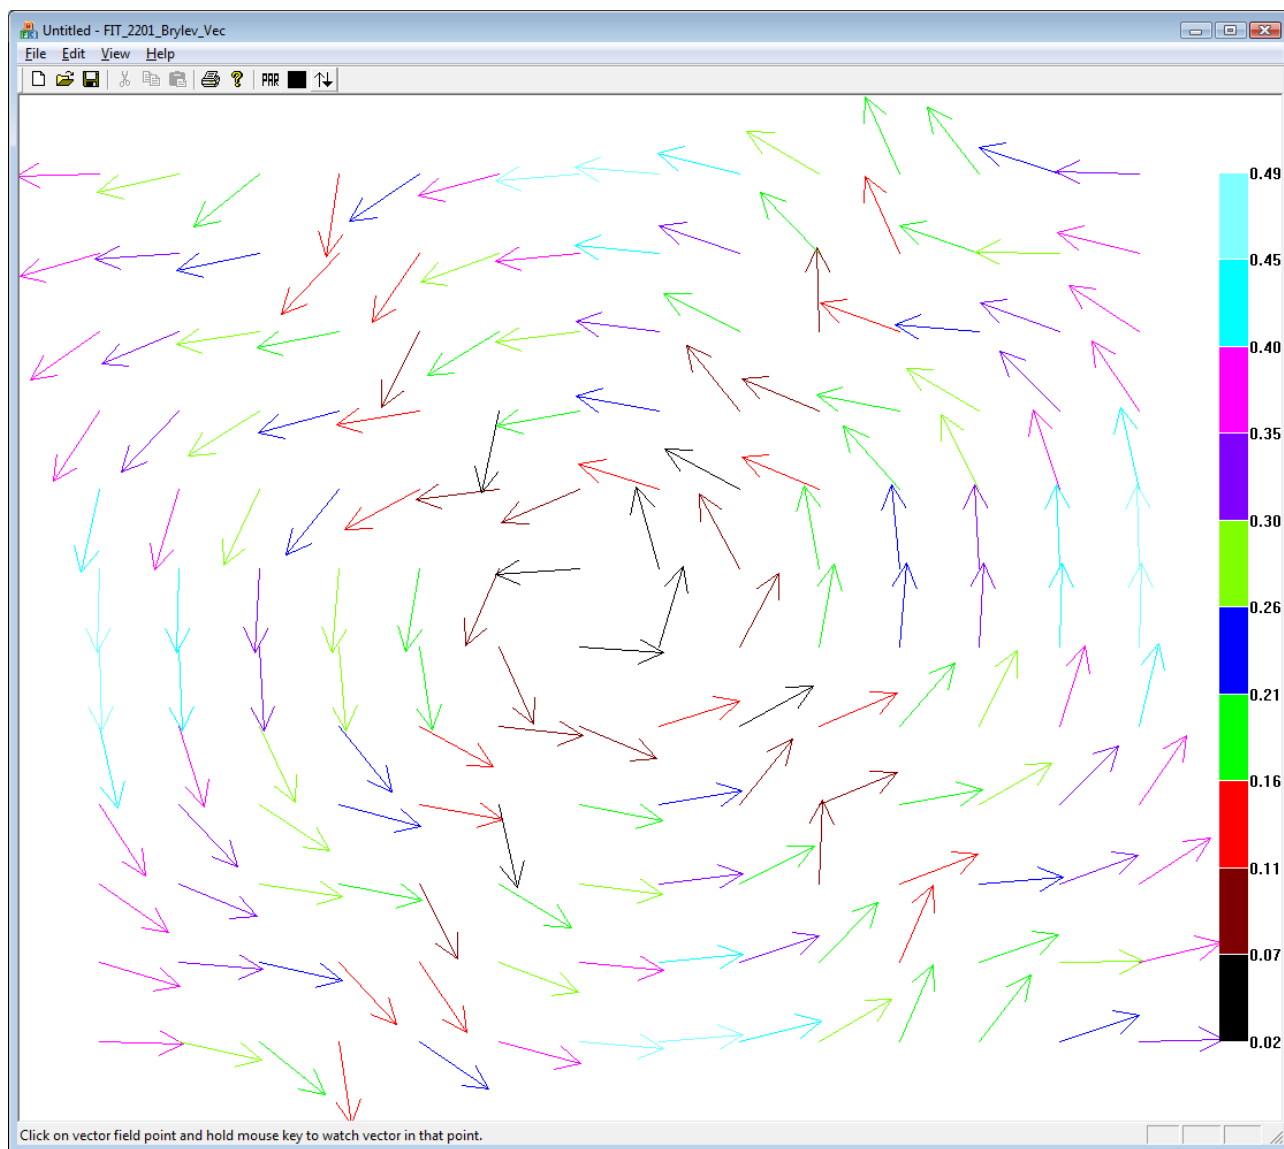 Untitled - FIT_2201_Brylev_Vec
File Edit View Help
PAR
0.49
0.45
0.40
0.35
0.30
0.26
0.21
0.16
0.11
0.07
0.02
Click on vector field point and hold mouse key to watch vector in that point.